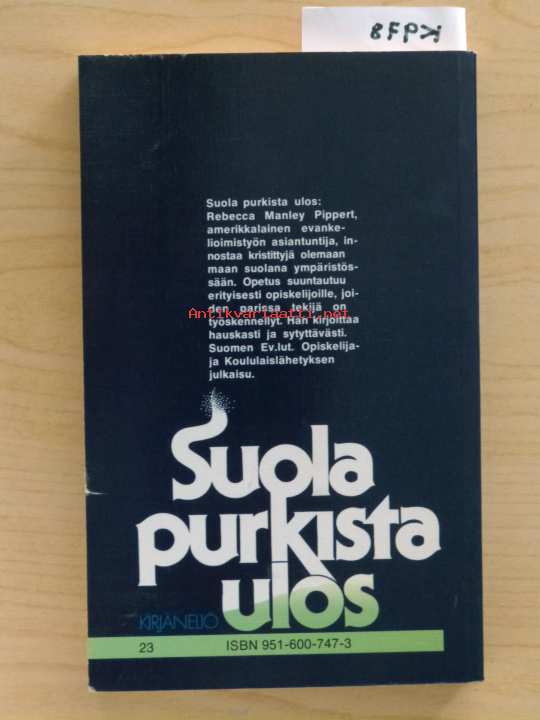 8FPK
Suola purkista ulos:
Rebecca Manley Pippert,
amerikkalainen evanke-
lioimistyön asiantuntija, in-
nostaa kristittyjä olemaan
maan suolana ympäristös-
sään. Opetus suuntautuu
erityisesti opiskelijoille, joi-
den parissa tekijä on
Antikvariaatti.net
työskennellyt. Hän kirjoittaa
hauskasti ja sytyttävästi.
Suomen Ev.lut. Opiskelija-
ja Koululaislähetyksen
julkaisu.
Suola
purkista
ulos
KIRJANELIÖ
23 ISBN 951-600-747-3